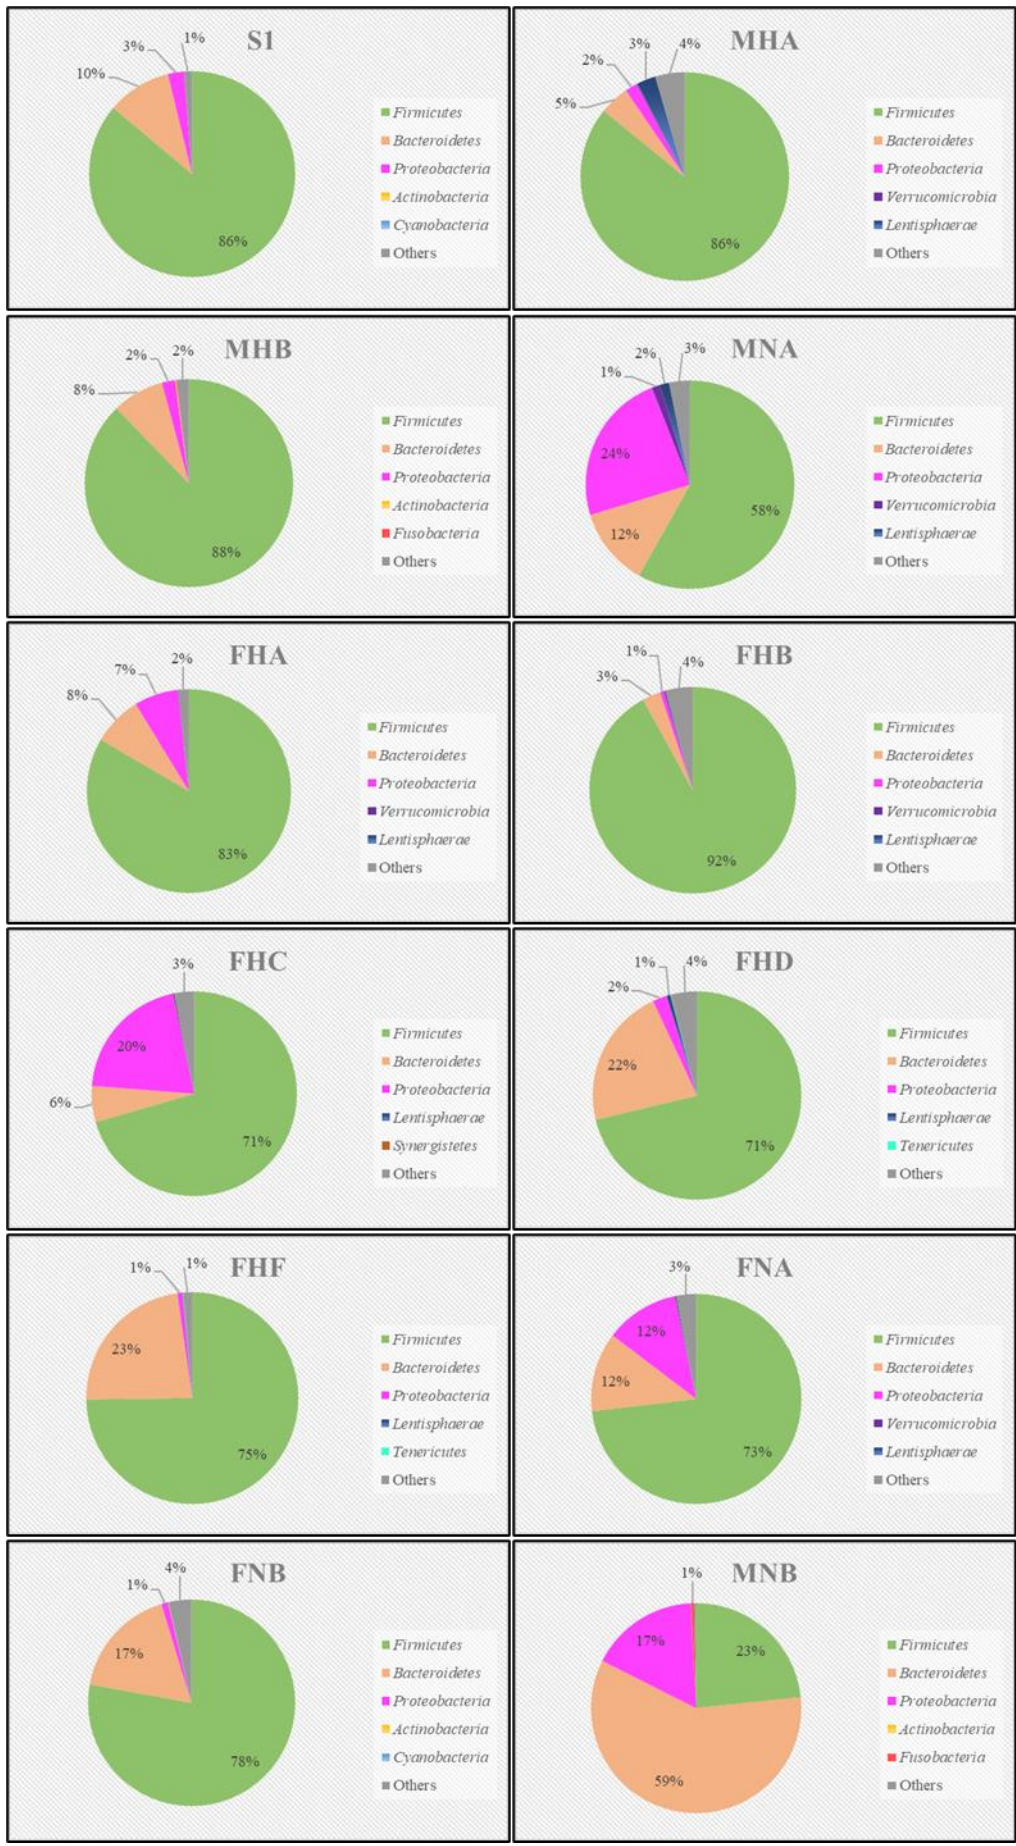 S1
1%
3%
10%
86%
Firmicutes
Bacteroidetes
Proteobacteria
Actinobacteria
Cyanobacteria
Others
MHA
4%
3%
2%
5%
86%
Firmicutes
Bacteroidetes
Proteobacteria
Verrucomicrobia
Lentisphaerae
Others
MHB
2%
2%
8%
88%
Firmicutes
Bacteroidetes
Proteobacteria
Actinobacteria
Fusobacteria
Others
MNA
3%
2%
1%
24%
12%
58%
Firmicutes
Bacteroidetes
Proteobacteria
Verrucomicrobia
Lentisphaerae
Others
FHA
2%
7%
8%
83%
Firmicutes
Bacteroidetes
Proteobacteria
Verrucomicrobia
Lentisphaerae
Others
FHB
4%
1%
3%
92%
Firmicutes
Bacteroidetes
Proteobacteria
Verrucomicrobia
Lentisphaerae
Others
FHC
3%
20%
6%
71%
Firmicutes
Bacteroidetes
Proteobacteria
Lentisphaerae
Synergistetes
Others
FHD
4%
1%
2%
22%
71%
Firmicutes
Bacteroidetes
Proteobacteria
Lentisphaerae
Tenericutes
Others
FHF
1%
1%
23%
75%
Firmicutes
Bacteroidetes
Proteobacteria
Lentisphaerae
Tenericutes
Others
FNA
3%
12%
12%
73%
Firmicutes
Bacteroidetes
Proteobacteria
Verrucomicrobia
Lentisphaerae
Others
FNB
4%
1%
17%
78%
Firmicutes
Bacteroidetes
Proteobacteria
Actinobacteria
Cyanobacteria
Others
MNB
1%
17%
23%
59%
Firmicutes
Bacteroidetes
Proteobacteria
Actinobacteria
Fusobacteria
Others